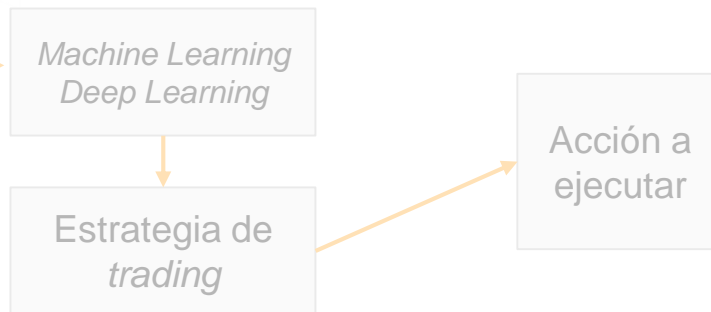 Machine Learning
Deep Learning
Estrategia de
trading
Acción a
ejecutar